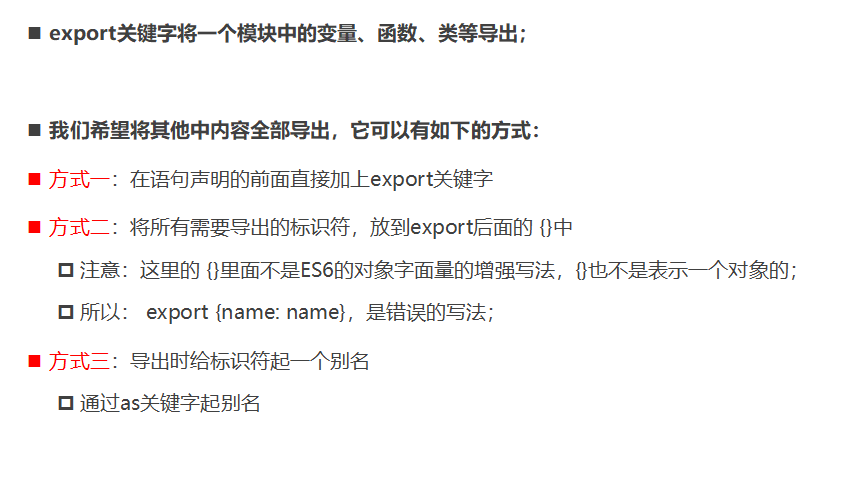 ■ export关键字将一个模块中的变量、函数、类等导出；
■ 我们希望将其他中内容全部导出，它可以有如下的方式：
■ 方式一：在语句声明的前面直接加上export关键字
■ 方式二：将所有需要导出的标识符，放到export后面的 {}中
□ 注意：这里的 {}里面不是ES6的对象字面量的增强写法，{}也不是表示一个对象的；
□ 所以： export {name: name}，是错误的写法；
■ 方式三：导出时给标识符起一个别名
□ 通过as关键字起别名